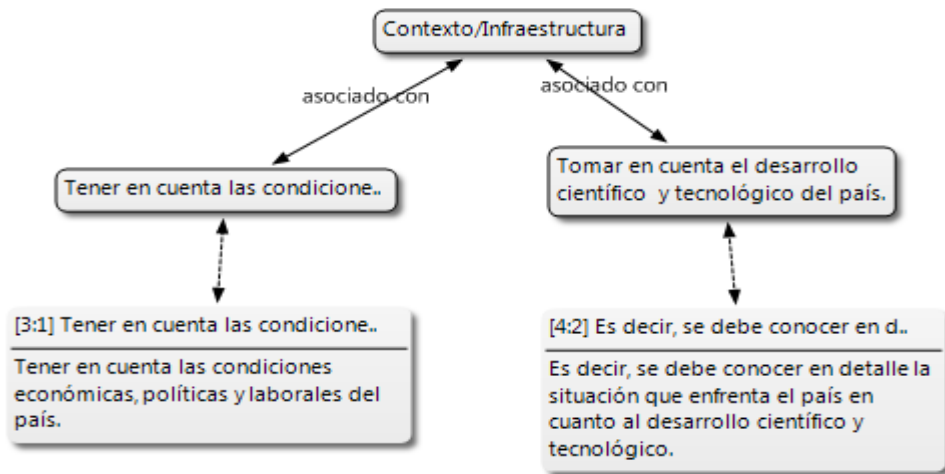 Contexto/Infraestructura
asociado con
asociado con
Tener en cuenta las condicione..
Tomar en cuenta el desarrollo
científico y tecnológico del país.
[3:1] Tener en cuenta las condicione..
Tener en cuenta las condiciones
económicas, políticas y laborales del
país.
[4:2] Es decir, se debe conocer en d..
Es decir, se debe conocer en detalle la
situación que enfrenta el país en
cuanto al desarrollo científico y
tecnológico.